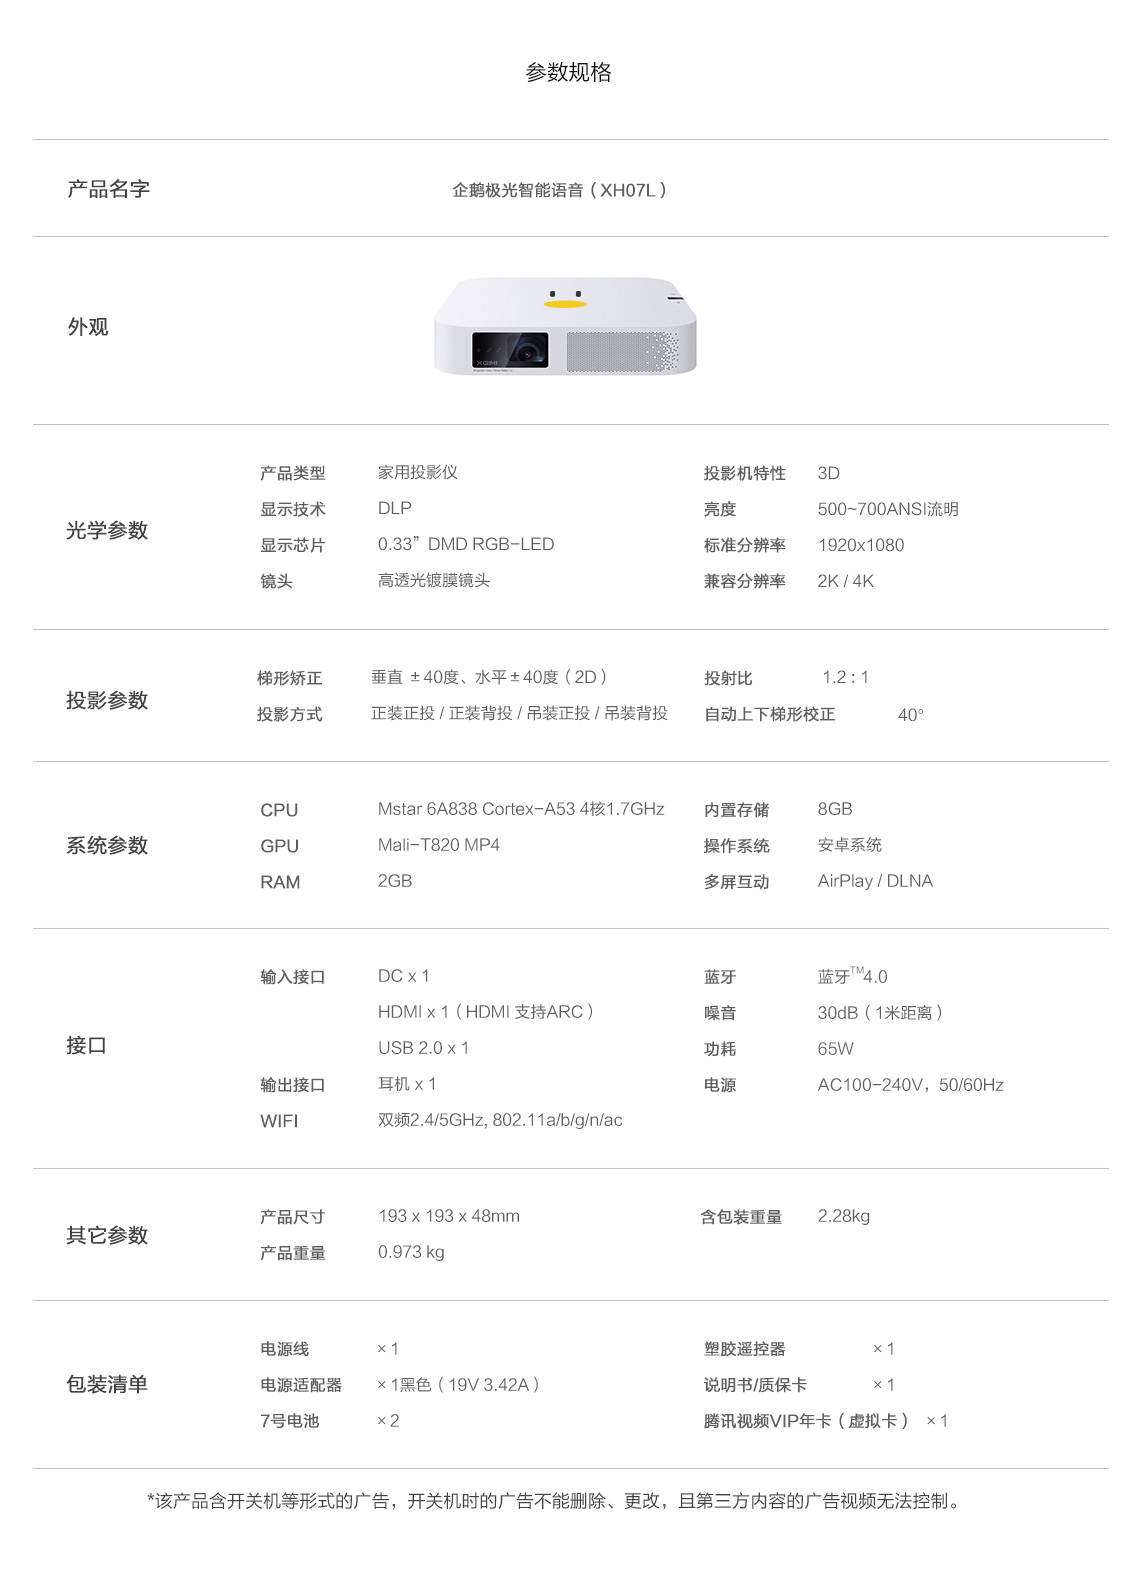 参数规格
产品名字 企鹅极光智能语音（XH07L）
外观
XGIMI
光学参数
产品类型 家用投影仪 投影机特性 3D
显示技术 DLP 亮度 500~700ANSI流明
显示芯片 0.33” DMD RGB-LED 标准分辨率 1920x1080
镜头 高透光镀膜镜头 兼容分辨率 2K / 4K
投影参数
梯形矫正 垂直 ±40度、水平±40度（2D） 投射比 1.2 : 1
投影方式 正装正投 / 正装背投 / 吊装正投 / 吊装背投 自动上下梯形校正 40°
系统参数
CPU Mstar 6A838 Cortex-A53 4核1.7GHz 内置存储 8GB
GPU Mali-T820 MP4 操作系统 安卓系统
RAM 2GB 多屏互动 AirPlay / DLNA
接口
输入接口 DC x 1 蓝牙 蓝牙™4.0
HDMI x 1（HDMI 支持ARC） 噪音 30dB（1米距离）
USB 2.0 x 1 功耗 65W
输出接口 耳机 x 1 电源 AC100-240V，50/60Hz
WIFI 双频2.4/5GHz, 802.11a/b/g/n/ac
其它参数
产品尺寸 193 x 193 x 48mm 含包装重量 2.28kg
产品重量 0.973 kg
包装清单
电源线 × 1 塑胶遥控器 × 1
电源适配器 × 1黑色（19V 3.42A） 说明书/质保卡 × 1
7号电池 × 2 腾讯视频VIP年卡（虚拟卡） × 1
*该产品含开关机等形式的广告，开关机时的广告不能删除、更改，且第三方内容的广告视频无法控制。